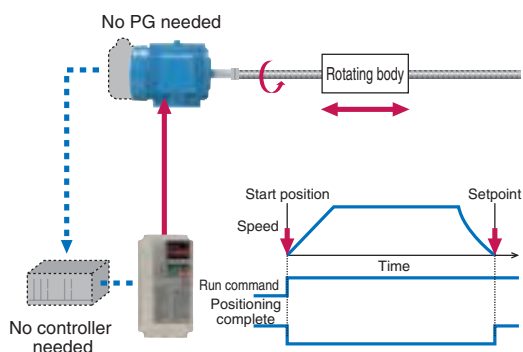 No PG needed
Rotating body
Start position
Setpoint
Speed
Time
Run command
Positioning
complete
No controller
needed